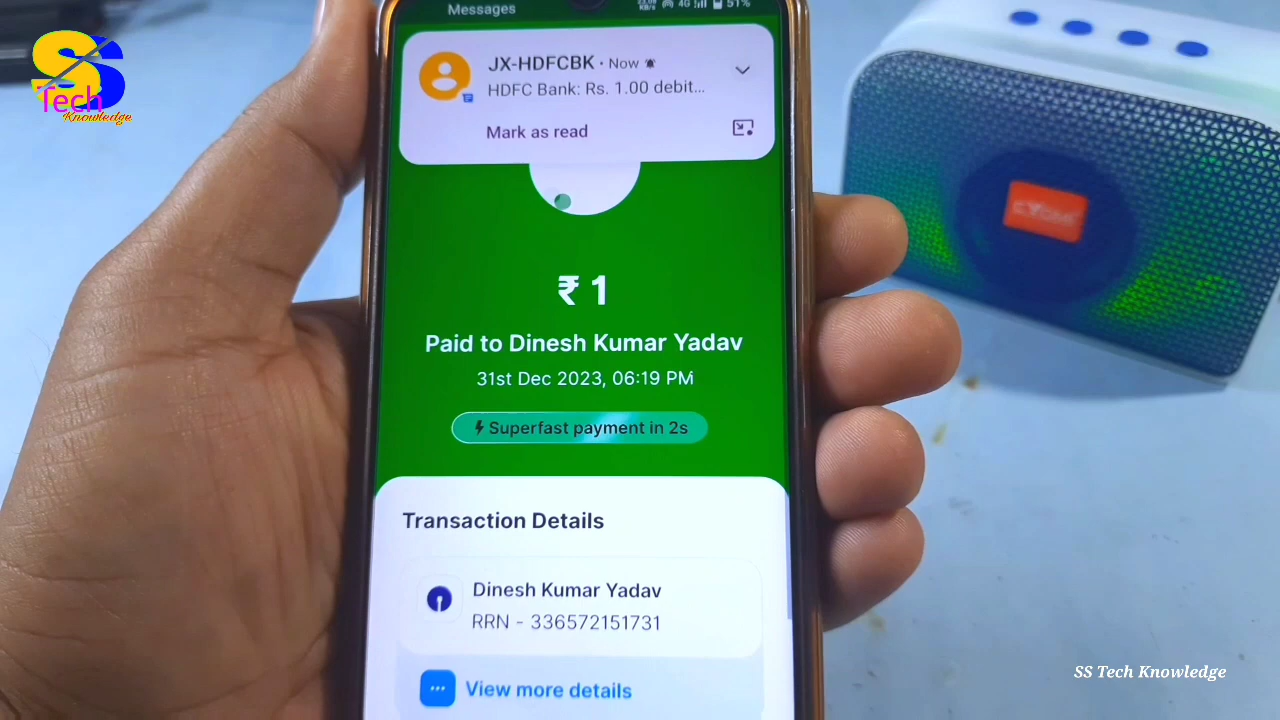 Messages
4G 51%
SS
Tech
Knowledge
JX-HDFCBK • Now
HDFC Bank: Rs. 1.00 debit...
Mark as read
₹ 1
Paid to Dinesh Kumar Yadav
31st Dec 2023, 06:19 PM
Superfast payment in 2s
Transaction Details
Dinesh Kumar Yadav
RRN - 336572151731
View more details
SS Tech Knowledge